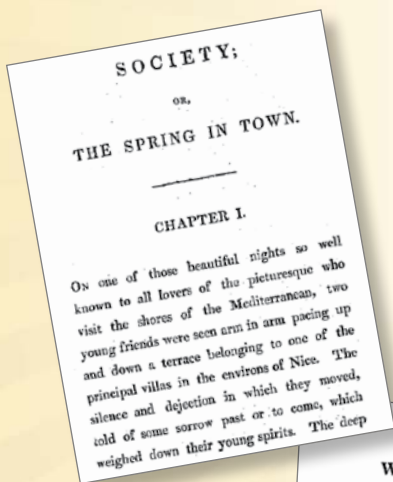 SOCIETY;
OR,
THE SPRING IN TOWN.
CHAPTER I.
ON one of those beautiful nights so well
known to all lovers of the picturesque who
visit the shores of the Mediterranean, two
young friends were seen arm in arm pacing up
and down a terrace belonging to one of the
principal villas in the environs of Nice. The
silence and dejection in which they moved,
told of some sorrow past or to come, which
weighed down their young spirits. The deep
W